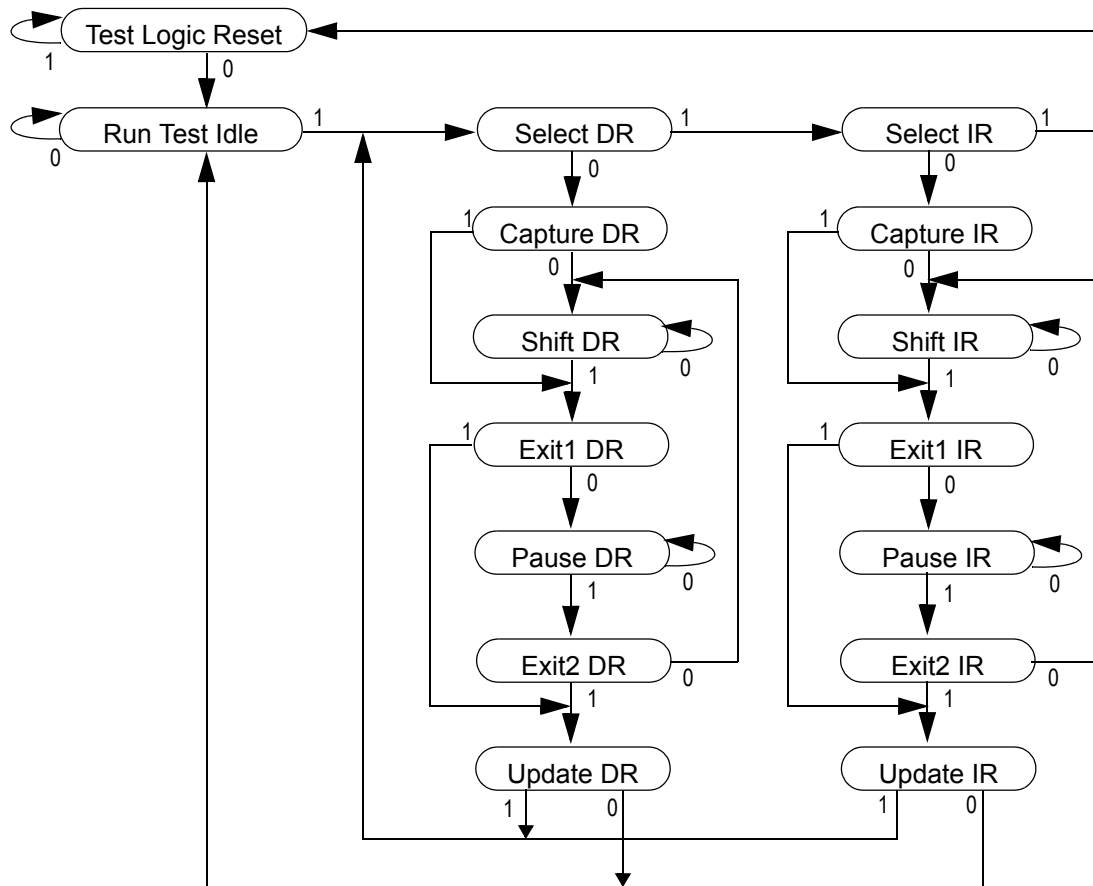 Test Logic Reset
1
0
Run Test Idle
1
0
Select DR
1
0
Select IR
1
0
Capture DR
1
0
Capture IR
1
0
Shift DR
0
1
Shift IR
0
1
Exit1 DR
1
0
Exit1 IR
1
0
Pause DR
0
1
Pause IR
0
1
Exit2 DR
0
1
Exit2 IR
0
1
Update DR
1
0
Update IR
1
0